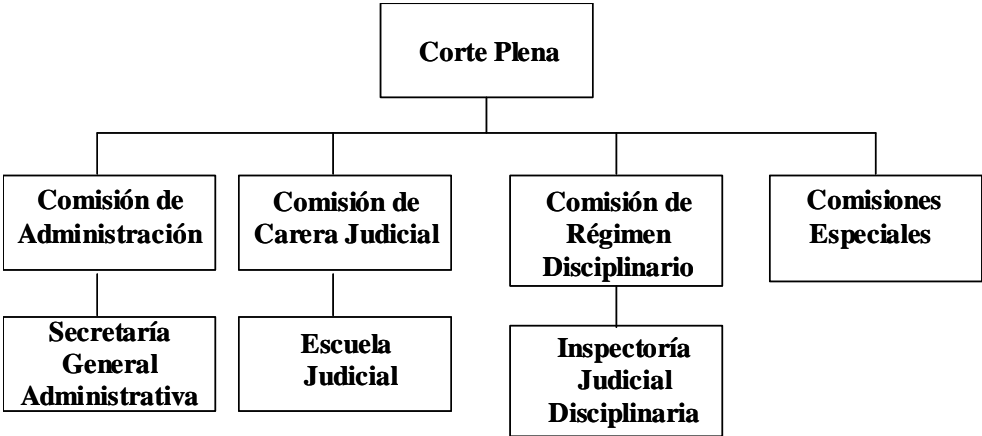 Corte Plena
Comisión de
Administración
Comisión de
Carera Judicial
Comisión de
Régimen
Disciplinario
Comisiones
Especiales
Secretaría
General
Administrativa
Escuela
Judicial
Inspectoría
Judicial
Disciplinaria